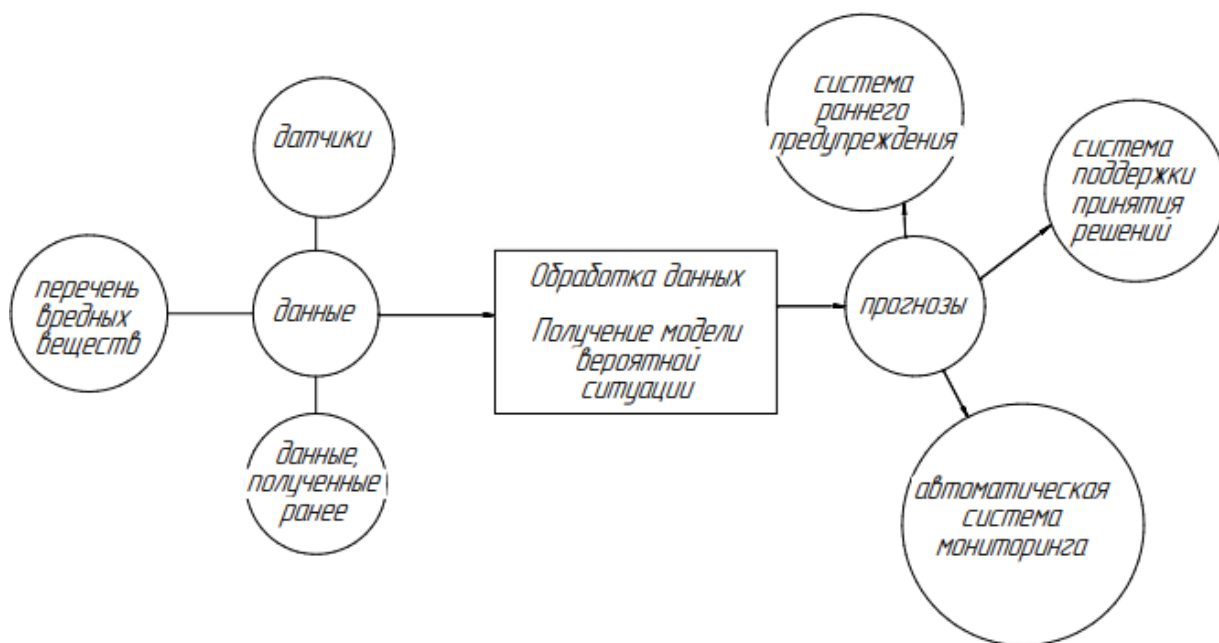 датчики
перечень
вредных
веществ
данные
данные,
полученные
ранее
Обработка данных
Получение модели
вероятной
ситуации
прогнозы
система
раннего
предупреждения
система
поддержки
принятия
решений
автоматическая
система
мониторинга